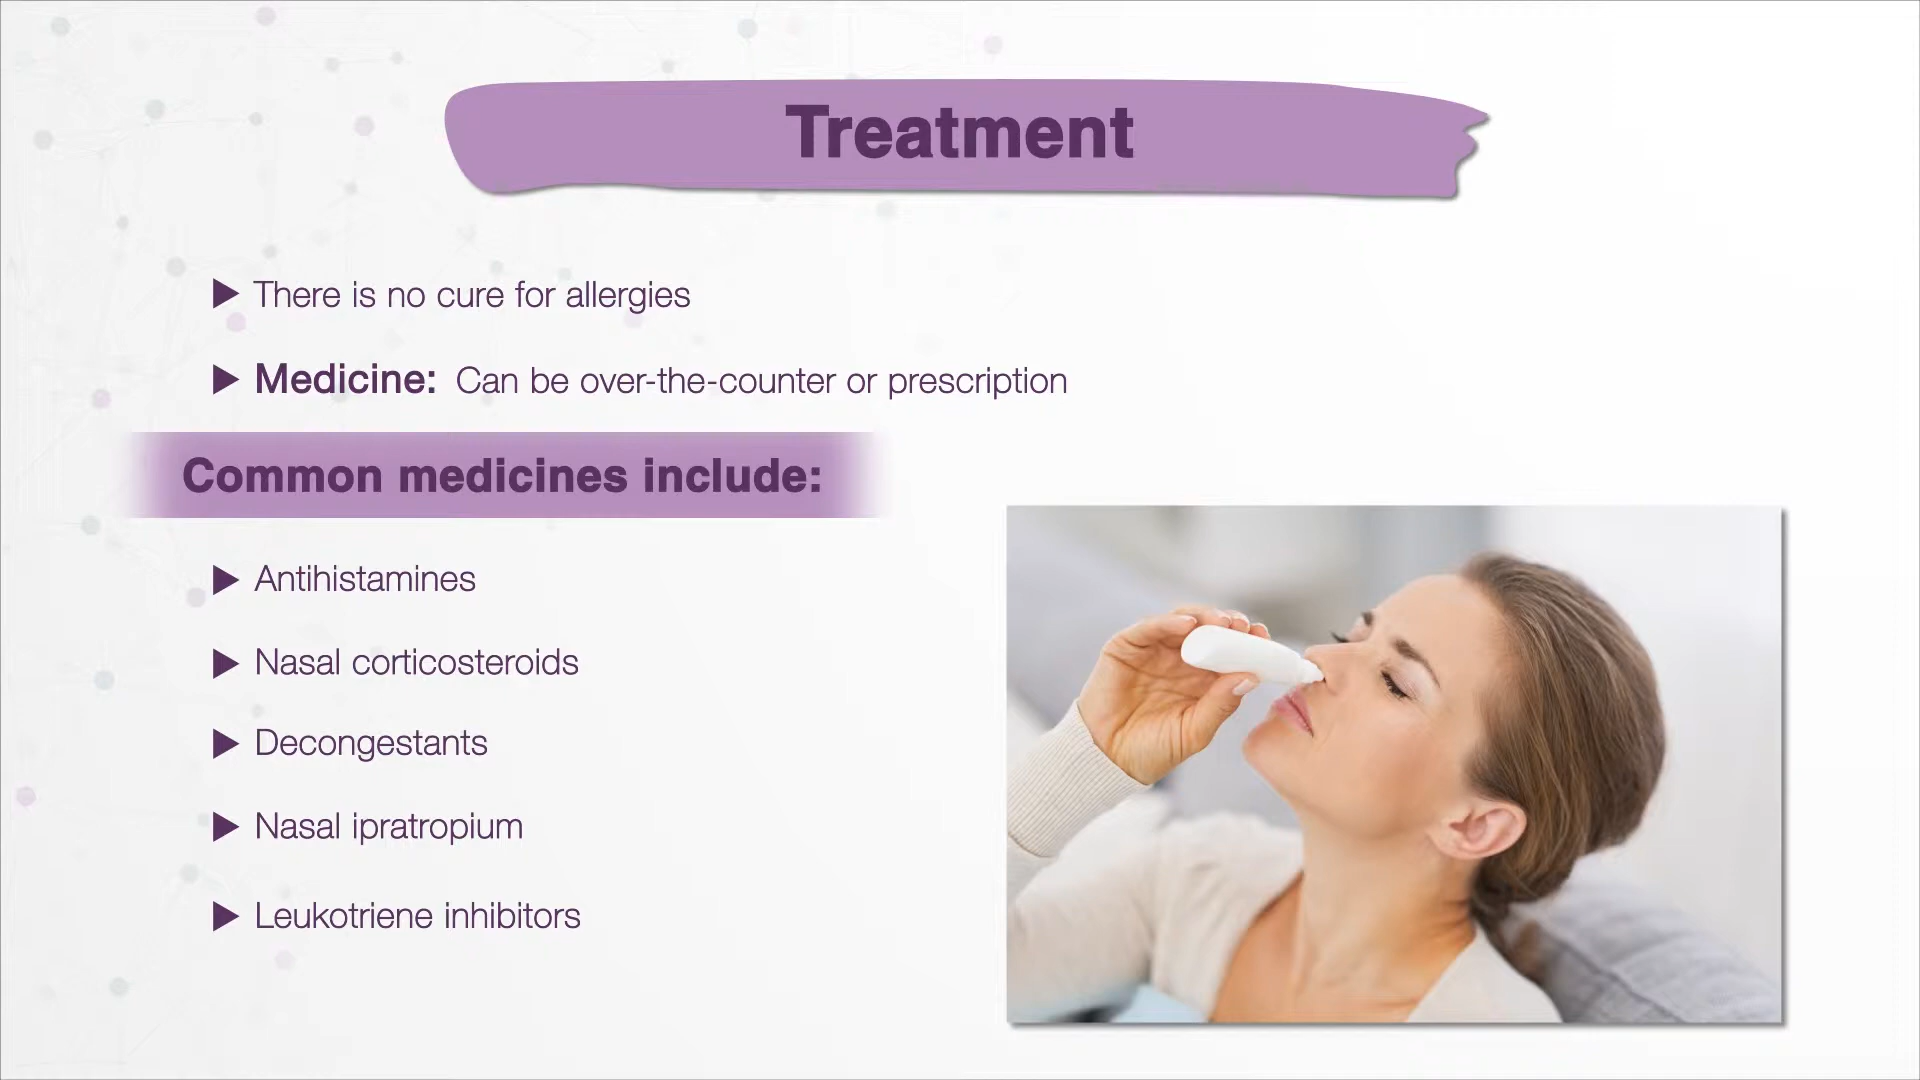 Treatment
There is no cure for allergies
Medicine: Can be over-the-counter or prescription
Common medicines include:
Antihistamines
Nasal corticosteroids
Decongestants
Nasal ipratropium
Leukotriene inhibitors